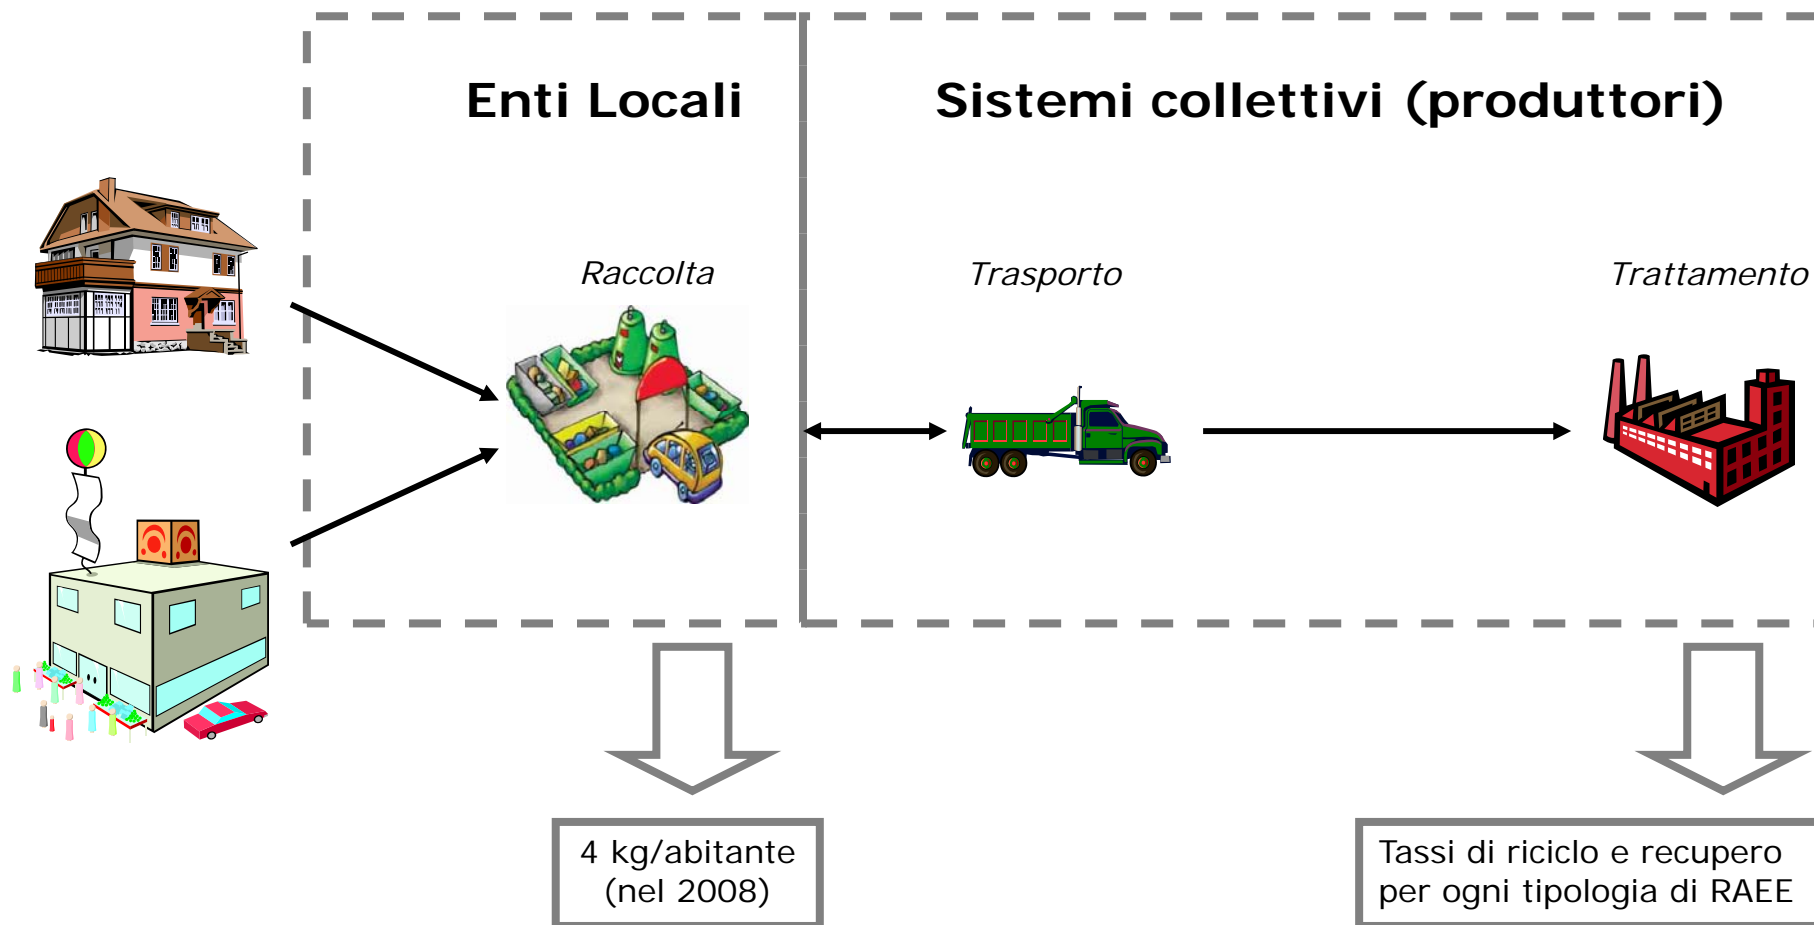 Enti Locali
Sistemi collettivi (produttori)
Raccolta
Trasporto
Trattamento
4 kg/abitante
(nel 2008)
Tassi di riciclo e recupero
per ogni tipologia di RAEE